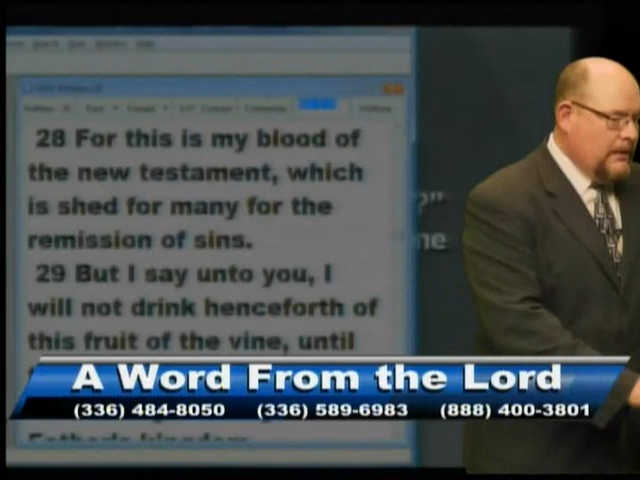 28 For this is my blood of
the new testament, which
is shed for many for the
remission of sins.
29 But I say unto you, I
will not drink henceforth of
this fruit of the vine, until
A Word From the Lord
(336) 484-8050 (336) 589-6983 (888) 400-3801